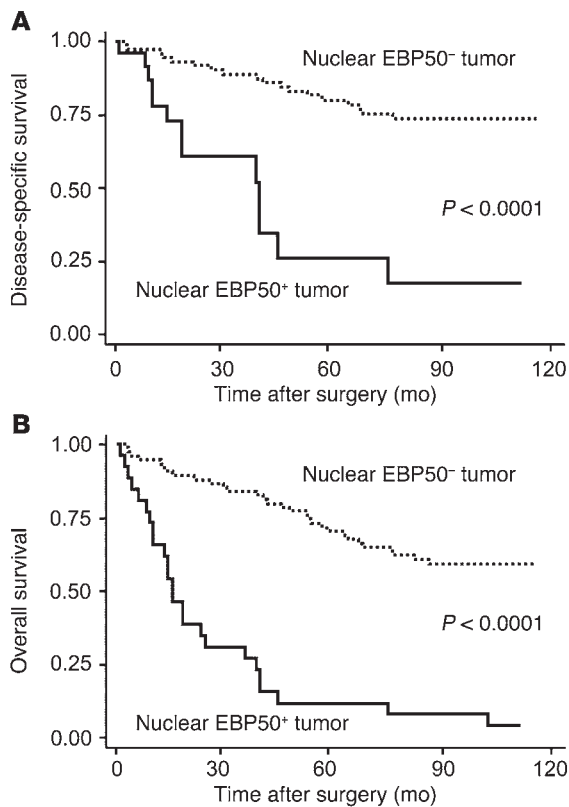 A
1.00
0.75
0.50
0.25
0.00
Disease-specific survival
Nuclear EBP50⁻ tumor
P < 0.0001
Nuclear EBP50⁺ tumor
0 30 60 90 120
Time after surgery (mo)
B
1.00
0.75
0.50
0.25
0.00
Overall survival
Nuclear EBP50⁻ tumor
P < 0.0001
Nuclear EBP50⁺ tumor
0 30 60 90 120
Time after surgery (mo)